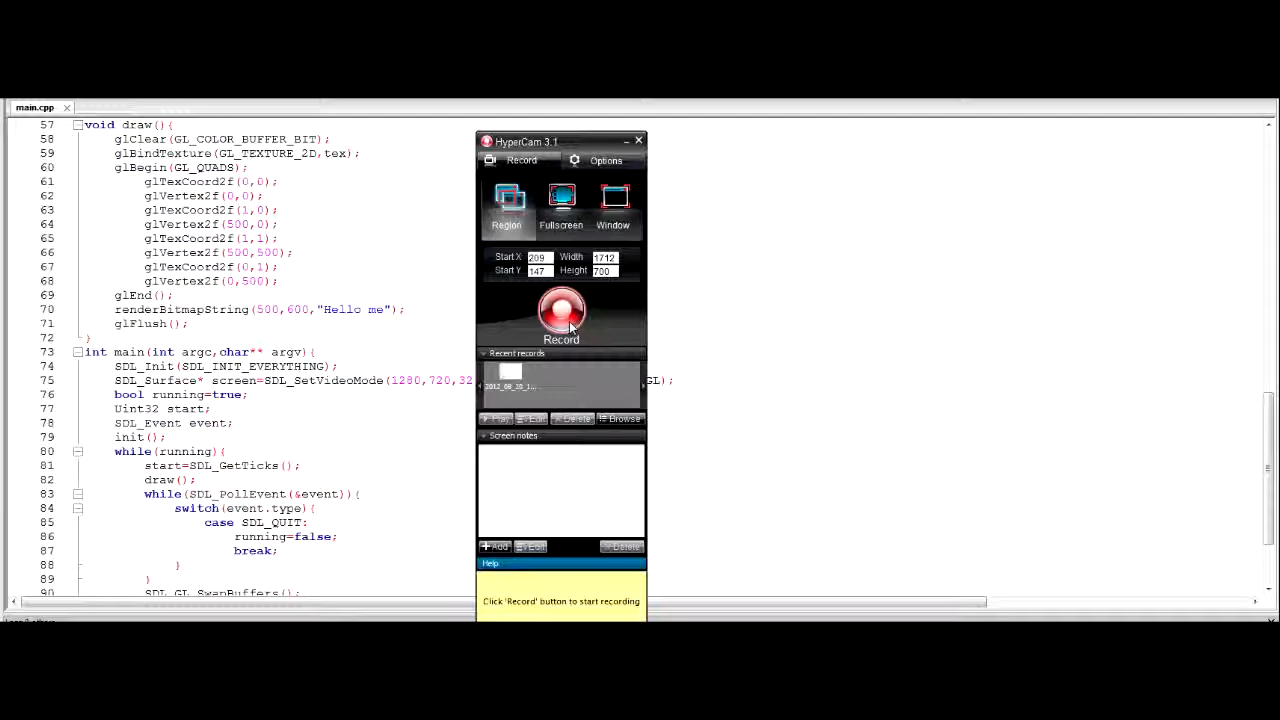 main.cpp
57 void draw(){
58 glClear(GL_COLOR_BUFFER_BIT);
59 glBindTexture(GL_TEXTURE_2D,tex);
60 glBegin(GL_QUADS);
61 glTexCoord2f(0,0);
62 glVertex2f(0,0);
63 glTexCoord2f(1,0);
64 glVertex2f(500,0);
65 glTexCoord2f(1,1);
66 glVertex2f(500,500);
67 glTexCoord2f(0,1);
68 glVertex2f(0,500);
69 glEnd();
70 renderBitmapString(500,600,"Hello me");
71 glFlush();
72 }
73 int main(int argc,char** argv){
74 SDL_Init(SDL_INIT_EVERYTHING);
75 SDL_Surface* screen=SDL_SetVideoMode(1280,720,32 GL);
76 bool running=true;
77 Uint32 start;
78 SDL_Event event;
79 init();
80 while(running){
81 start=SDL_GetTicks();
82 draw();
83 while(SDL_PollEvent(&event)){
84 switch(event.type){
85 case SDL_QUIT:
86 running=false;
87 break;
88 }
89 }
90 SDL_GL_SwapBuffers();
HyperCam 3.1
Record Options
Region Fullscreen Window
Start X 209 Width 1712
Start Y 147 Height 700
Record
Recent records
Play Edit Delete Browse
Screen notes
Add Edit Delete
Help
Click 'Record' button to start recording